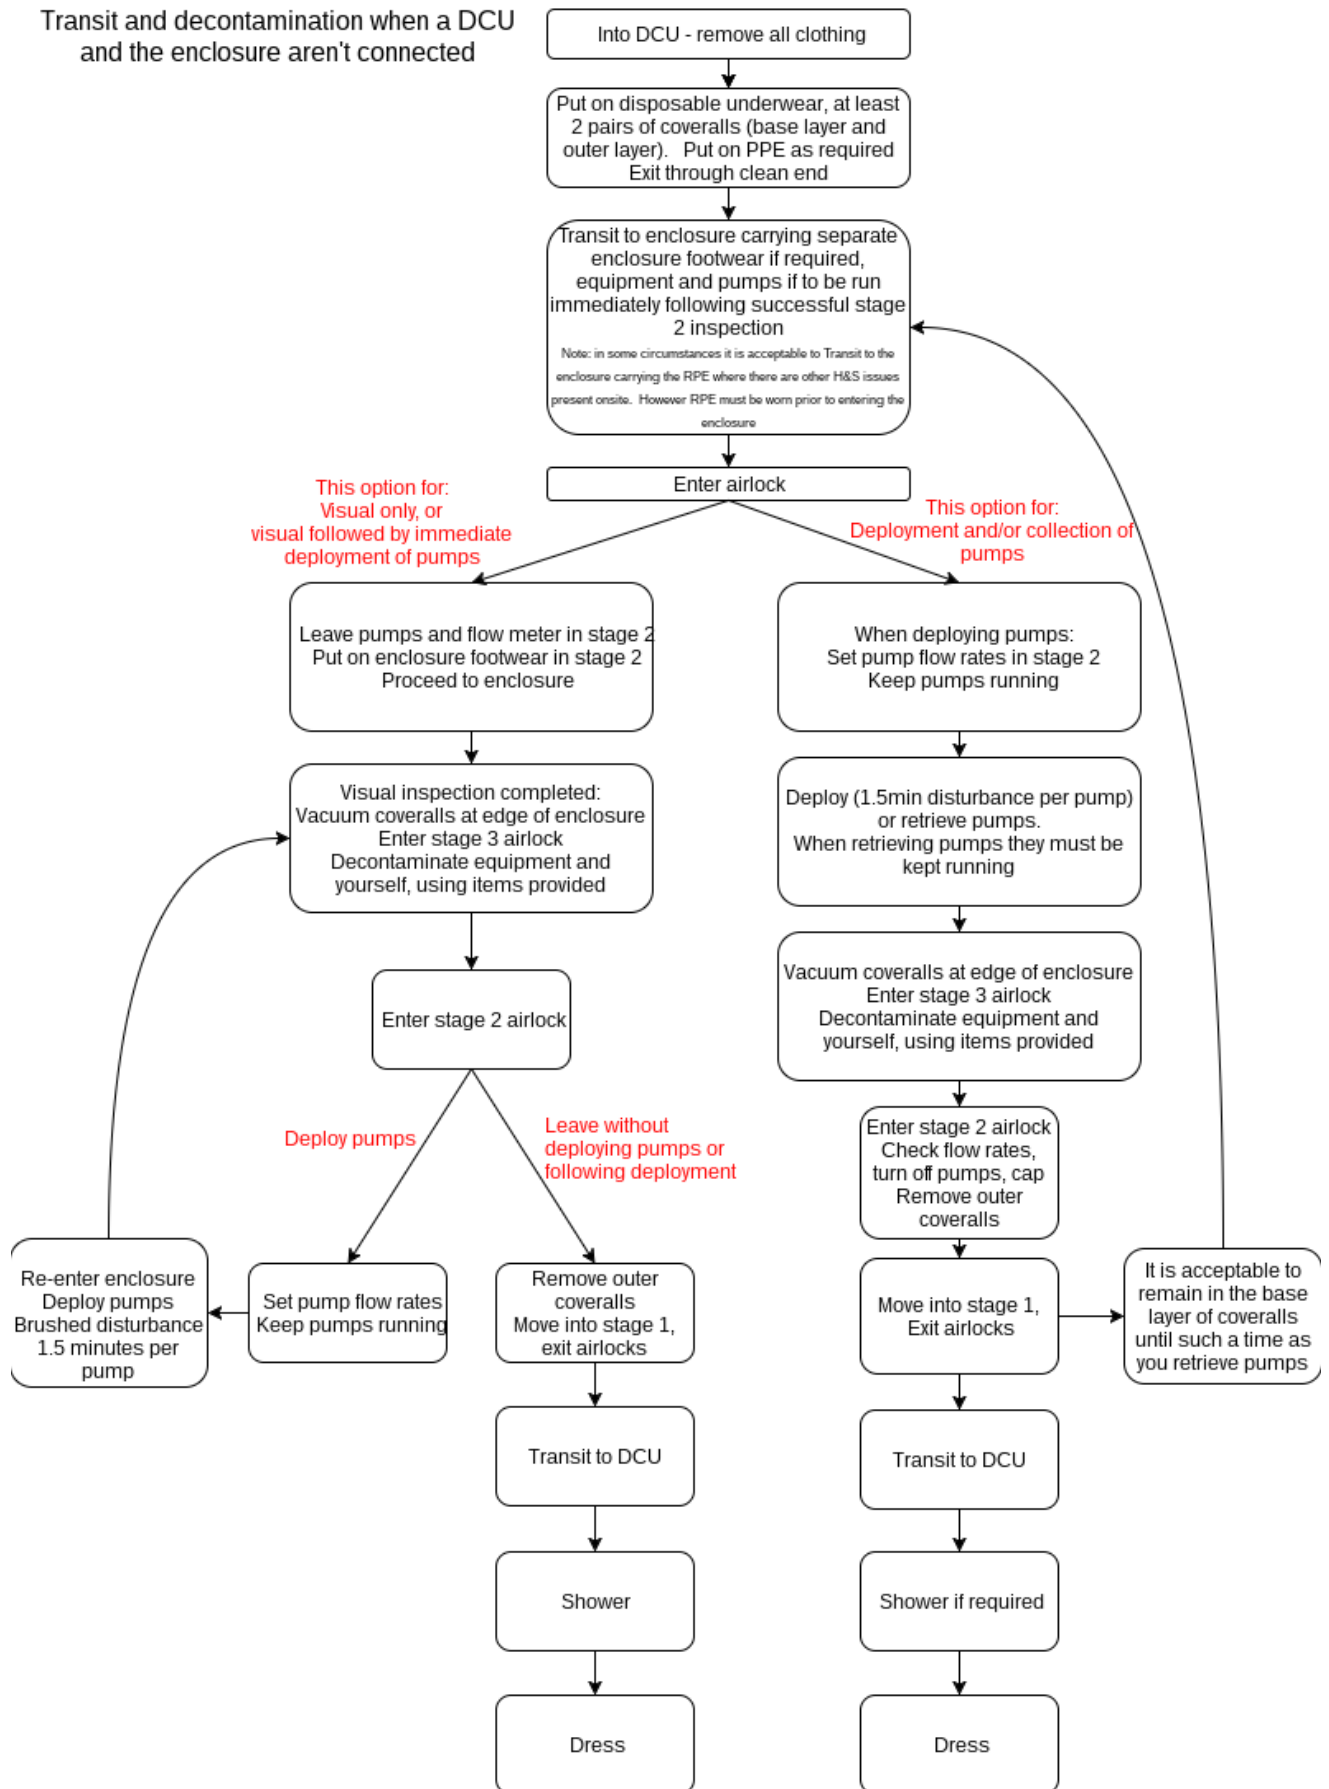 Transit and decontamination when a DCU
and the enclosure aren't connected
Into DCU - remove all clothing
Put on disposable underwear, at least
2 pairs of coveralls (base layer and
outer layer).   Put on PPE as required
Exit through clean end
Transit to enclosure carrying separate
enclosure footwear if required,
equipment and pumps if to be run
immediately following successful stage
2 inspection
Note: in some circumstances it is acceptable to Transit to the
enclosure carrying the RPE where there are other H&S issues
present onsite.  However RPE must be worn prior to entering the
enclosure
Enter airlock
This option for:
Visual only, or
visual followed by immediate
deployment of pumps
This option for:
Deployment and/or collection of
pumps
Leave pumps and flow meter in stage 2
Put on enclosure footwear in stage 2
Proceed to enclosure
When deploying pumps:
Set pump flow rates in stage 2
Keep pumps running
Visual inspection completed:
Vacuum coveralls at edge of enclosure
Enter stage 3 airlock
Decontaminate equipment and
yourself, using items provided
Deploy (1.5min disturbance per pump)
or retrieve pumps.
When retrieving pumps they must be
kept running
Vacuum coveralls at edge of enclosure
Enter stage 3 airlock
Decontaminate equipment and
yourself, using items provided
Enter stage 2 airlock
Deploy pumps
Leave without
deploying pumps or
following deployment
Enter stage 2 airlock
Check flow rates,
turn off pumps, cap
Remove outer
coveralls
Re-enter enclosure
Deploy pumps
Brushed disturbance
1.5 minutes per
pump
Set pump flow rates
Keep pumps running
Remove outer
coveralls
Move into stage 1,
exit airlocks
Move into stage 1,
Exit airlocks
It is acceptable to
remain in the base
layer of coveralls
until such a time as
you retrieve pumps
Transit to DCU
Transit to DCU
Shower
Shower if required
Dress
Dress